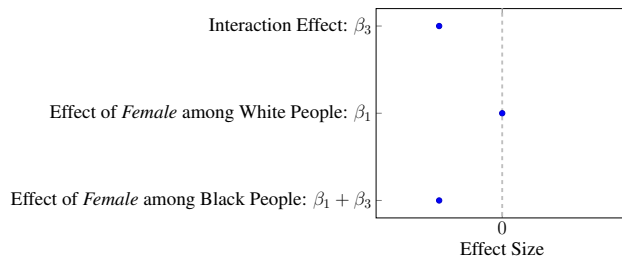 Interaction Effect: β₃
Effect of Female among White People: β₁
Effect of Female among Black People: β₁ + β₃
0
Effect Size